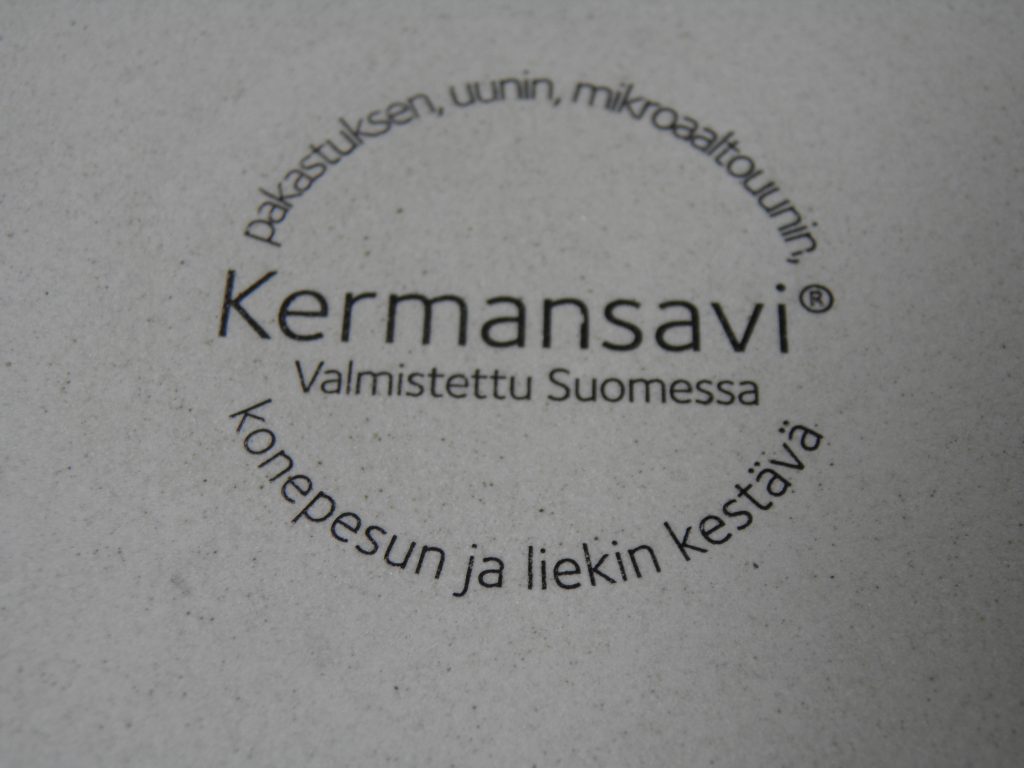 pakastuksen, uunin, mikroaaltouunin,
Kermansavi®
Valmistettu Suomessa
konepesun ja liekin kestävä